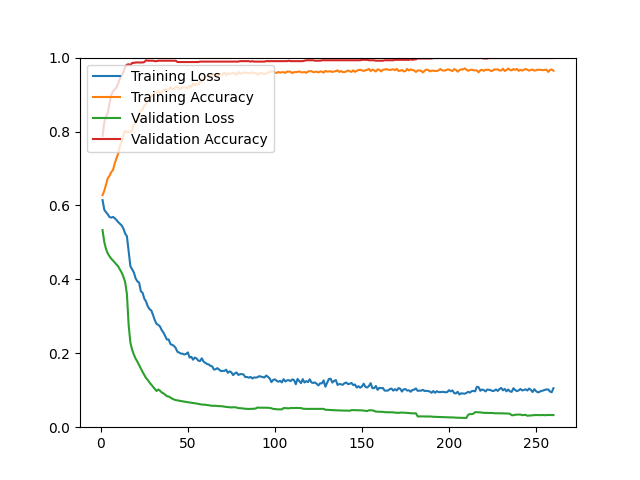 1.0
0.8
0.6
0.4
0.2
0.0
Training Loss
Training Accuracy
Validation Loss
Validation Accuracy
0 50 100 150 200 250